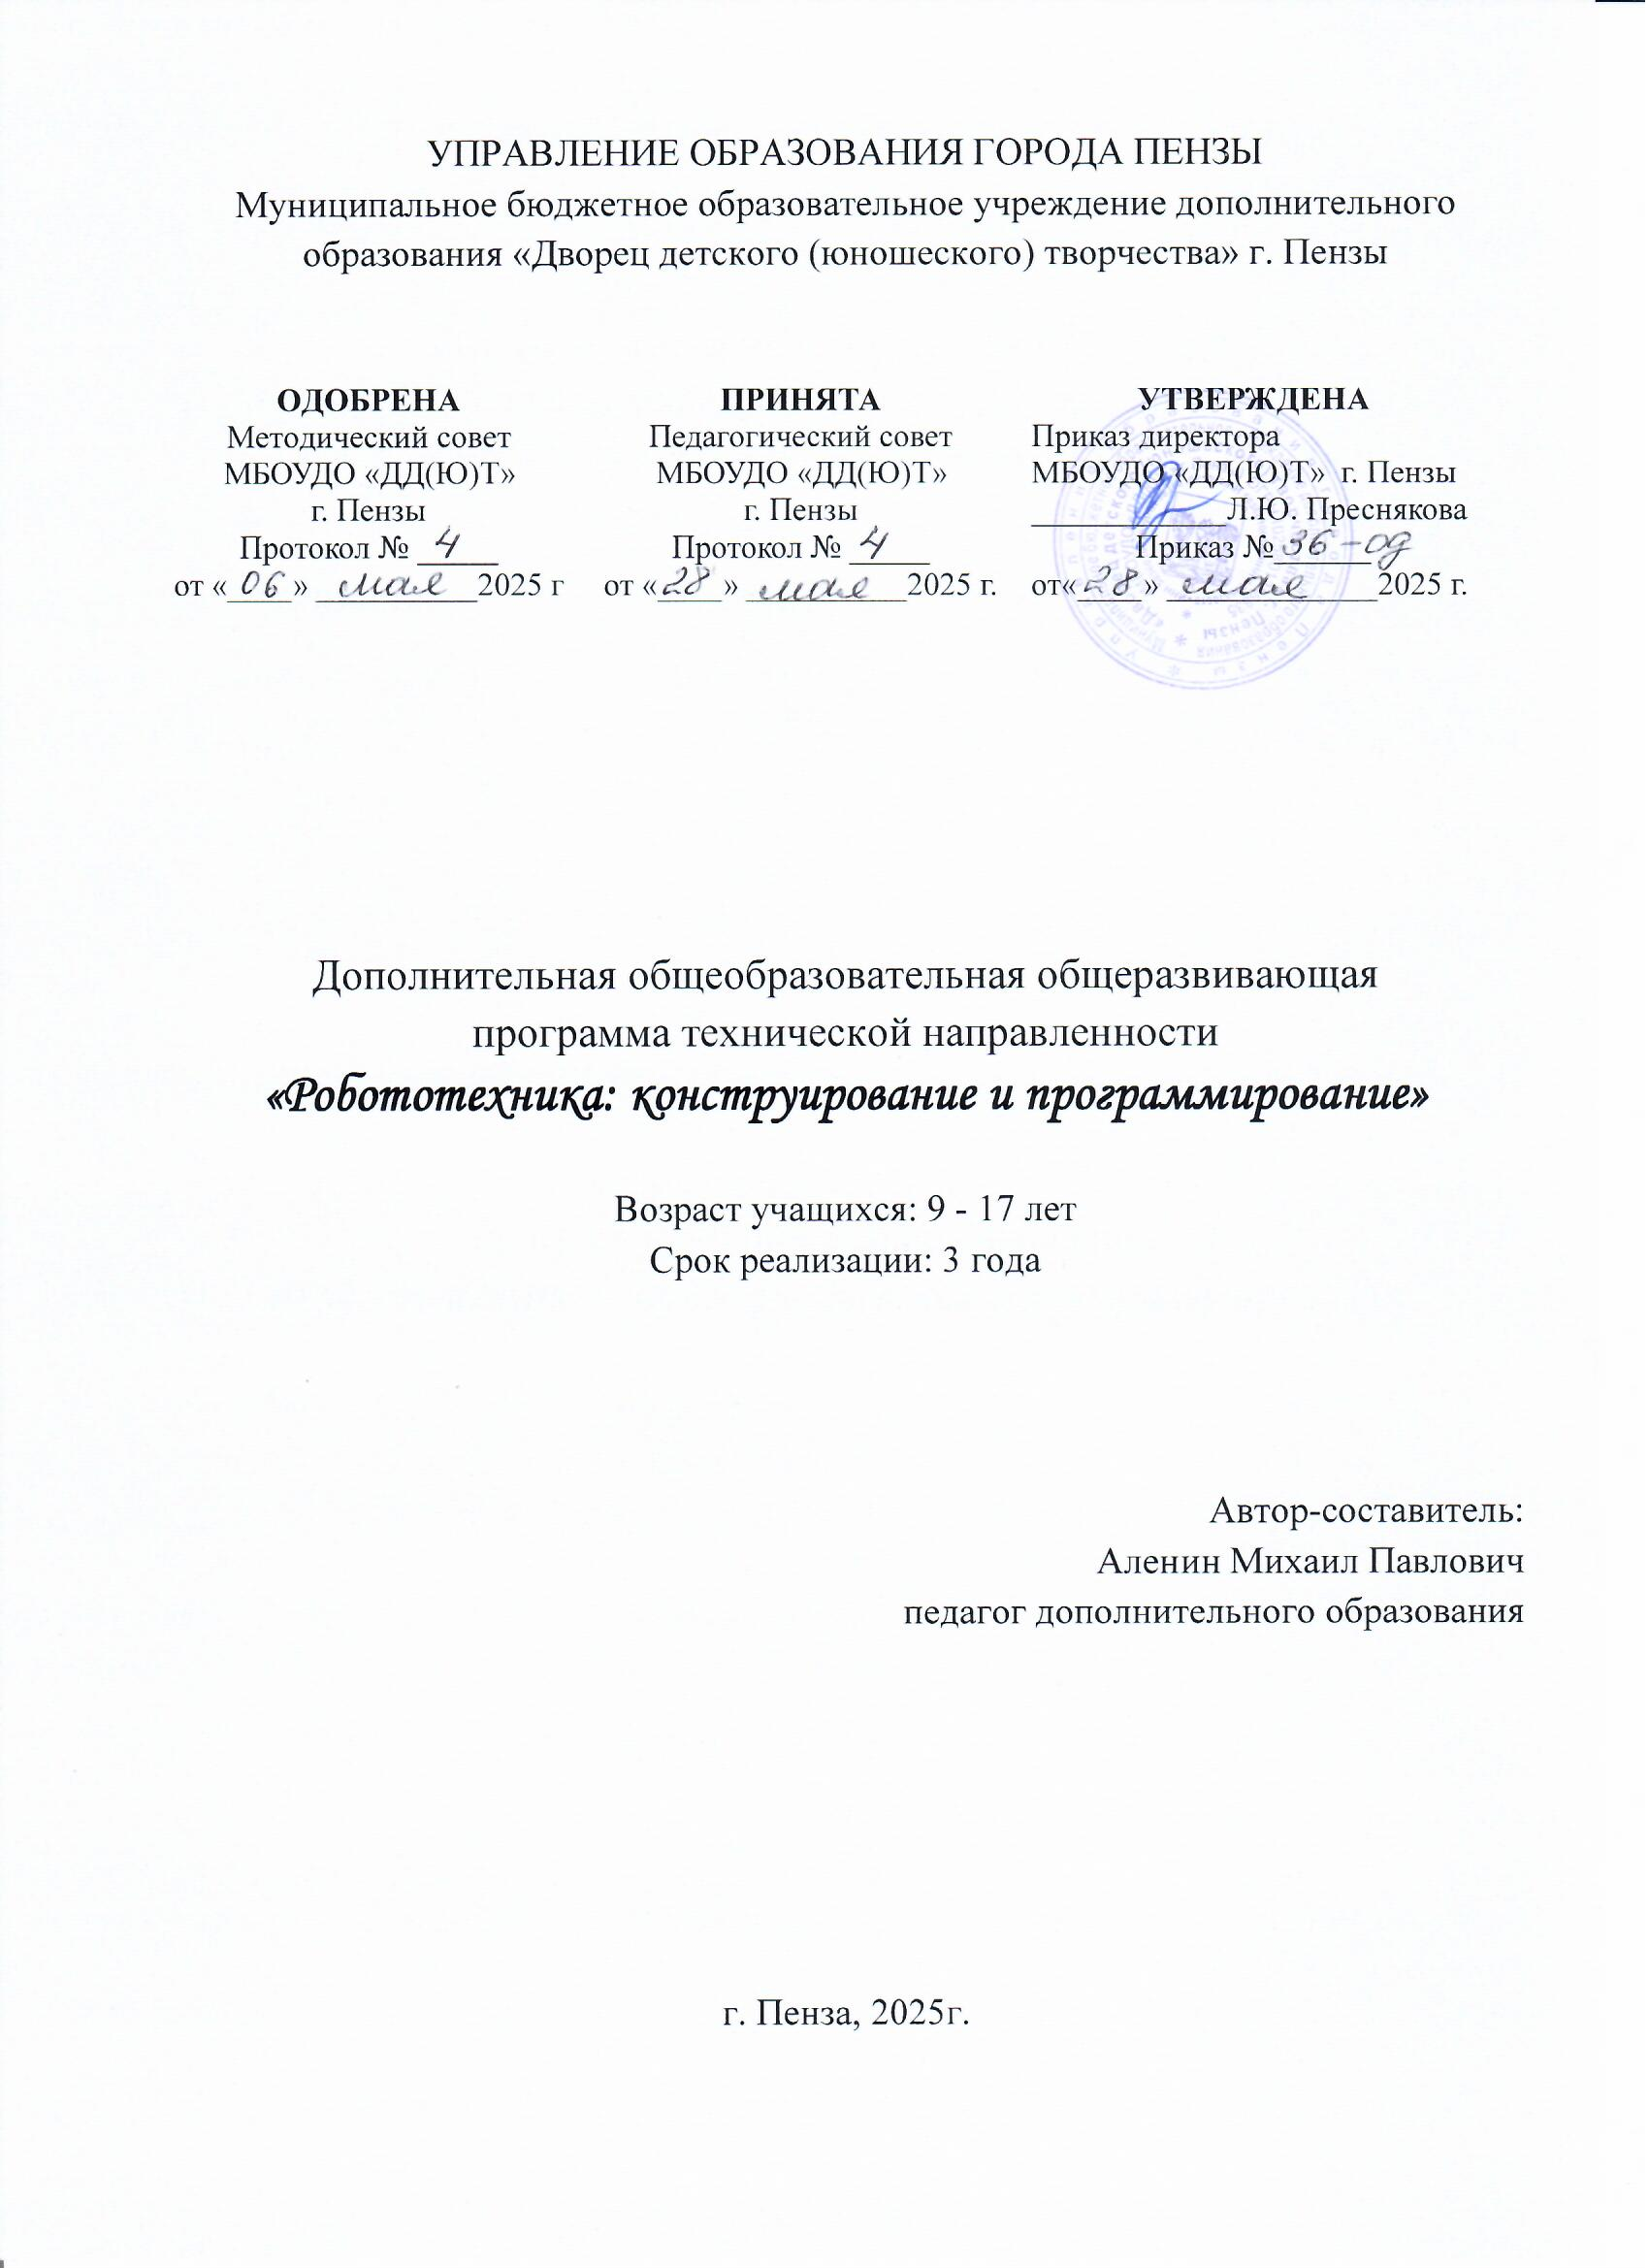 УПРАВЛЕНИЕ ОБРАЗОВАНИЯ ГОРОДА ПЕНЗЫ
Муниципальное бюджетное образовательное учреждение дополнительного
образования «Дворец детского (юношеского) творчества» г. Пензы
ОДОБРЕНА
Методический совет
МБОУДО «ДД(Ю)Т»
г. Пензы
Протокол № 4
от «06» мая 2025 г
ПРИНЯТА
Педагогический совет
МБОУДО «ДД(Ю)Т»
г. Пензы
Протокол № 4
от «28» мая 2025 г.
УТВЕРЖДЕНА
Приказ директора
МБОУДО «ДД(Ю)Т» г. Пензы
Л.Ю. Преснякова
Приказ № 36-од
от«28» мая 2025 г.
Дополнительная общеобразовательная общеразвивающая
программа технической направленности
«Робототехника: конструирование и программирование»
Возраст учащихся: 9 - 17 лет
Срок реализации: 3 года
Автор-составитель:
Аленин Михаил Павлович
педагог дополнительного образования
г. Пенза, 2025г.